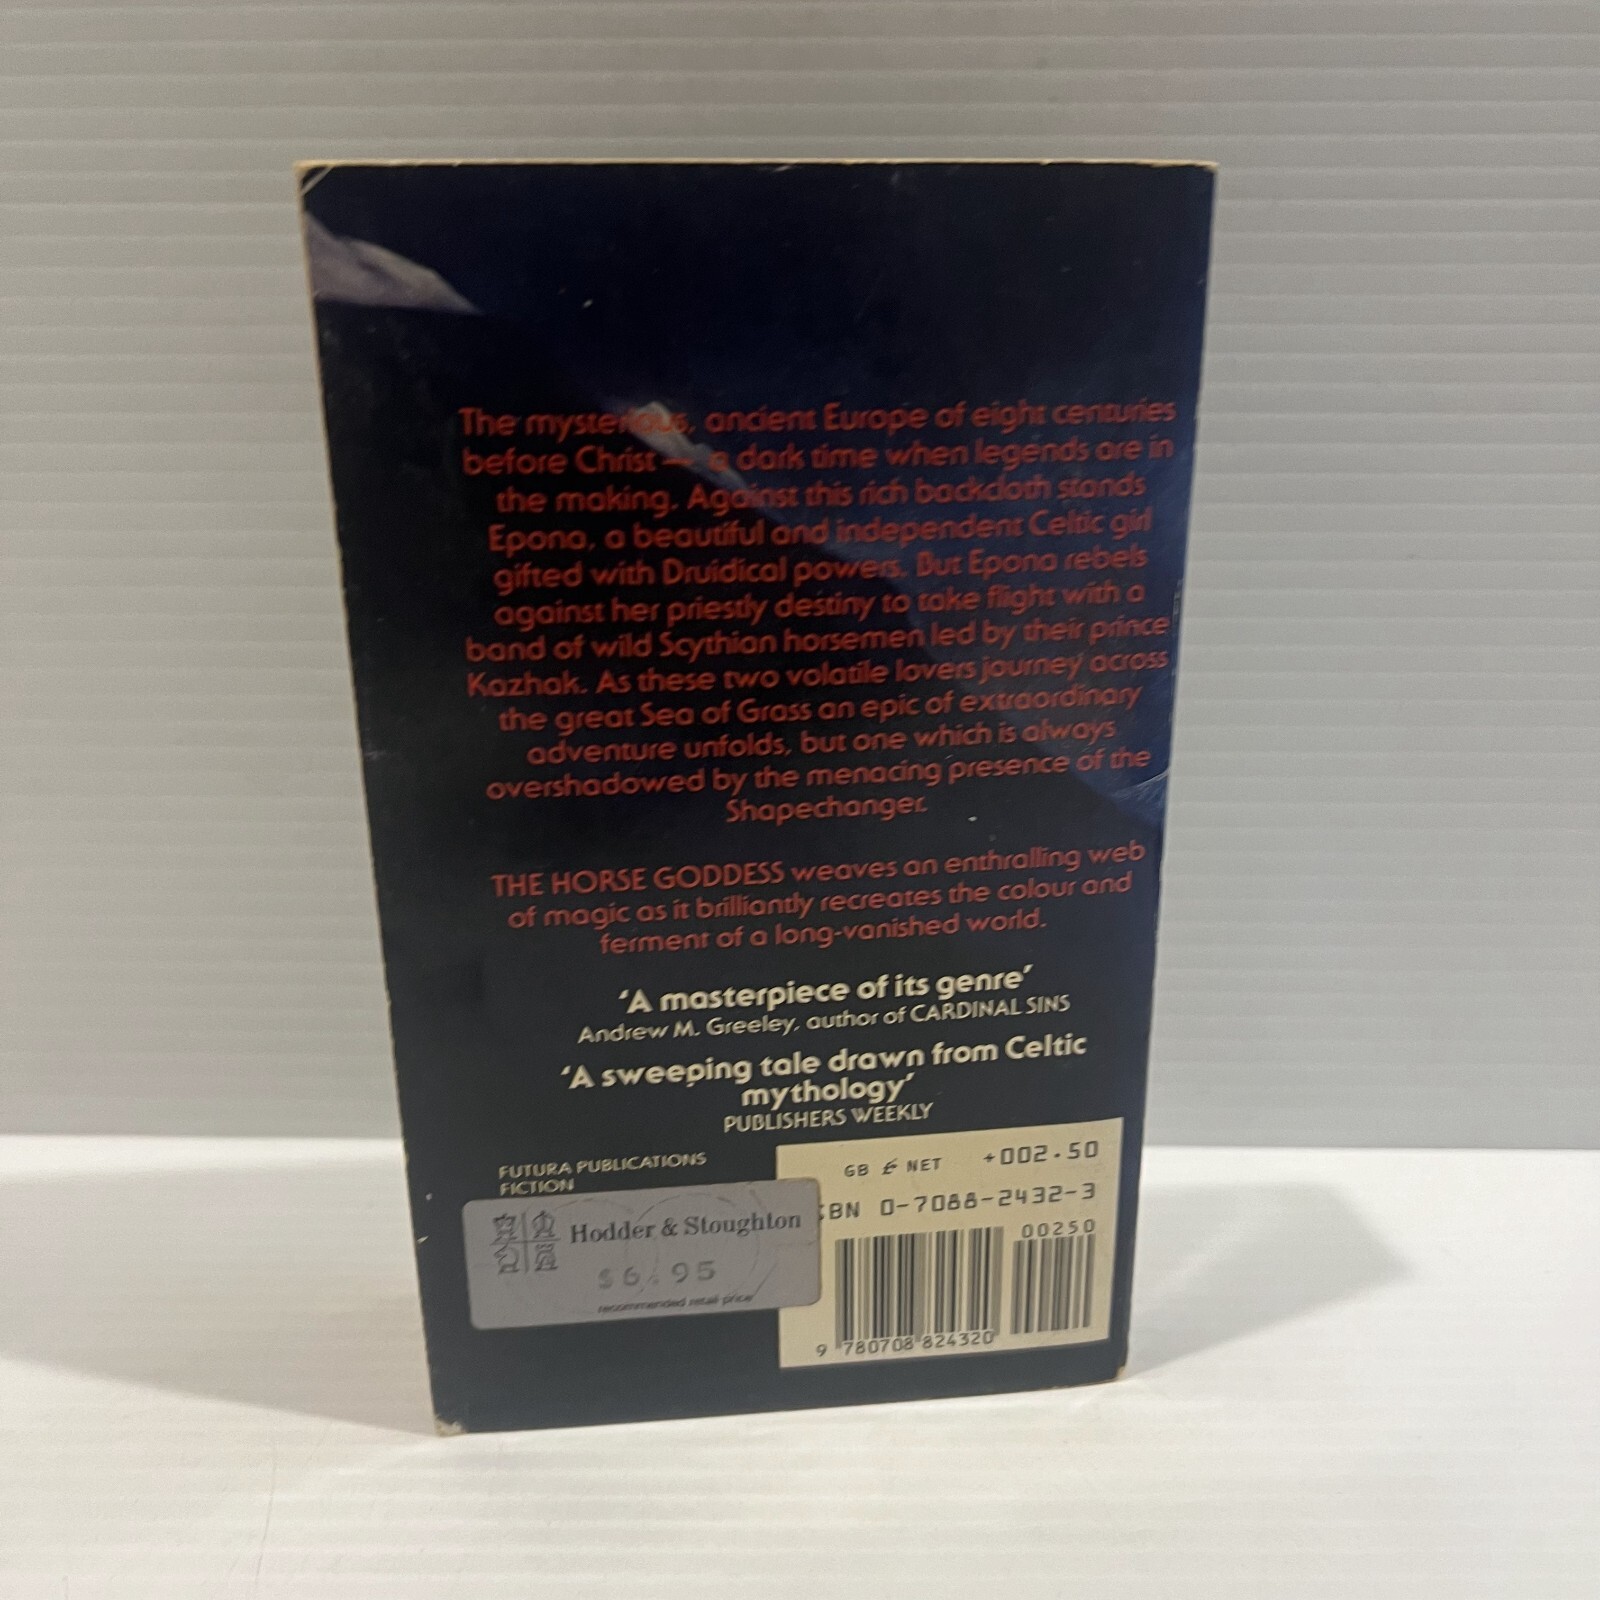 The mysterious, ancient Europe of eight centuries
before Christ — a dark time when legends are in
the making. Against this rich backcloth stands
Epona, a beautiful and independent Celtic girl
gifted with Druidical powers. But Epona rebels
against her priestly destiny to take flight with a
band of wild Scythian horsemen led by their prince
Kazhak. As these two volatile lovers journey across
the great Sea of Grass an epic of extraordinary
adventure unfolds, but one which is always
overshadowed by the menacing presence of the
Shapechanger.
THE HORSE GODDESS weaves an enthralling web
of magic as it brilliantly recreates the colour and
ferment of a long-vanished world.
‘A masterpiece of its genre’
Andrew M. Greeley, author of CARDINAL SINS
‘A sweeping tale drawn from Celtic
mythology’
PUBLISHERS WEEKLY
FUTURA PUBLICATIONS
FICTION
Hodder & Stoughton
$6.95
recommended retail price
GB £ NET +002.50
BN 0-7088-2432-3
00250
9 780708 824320